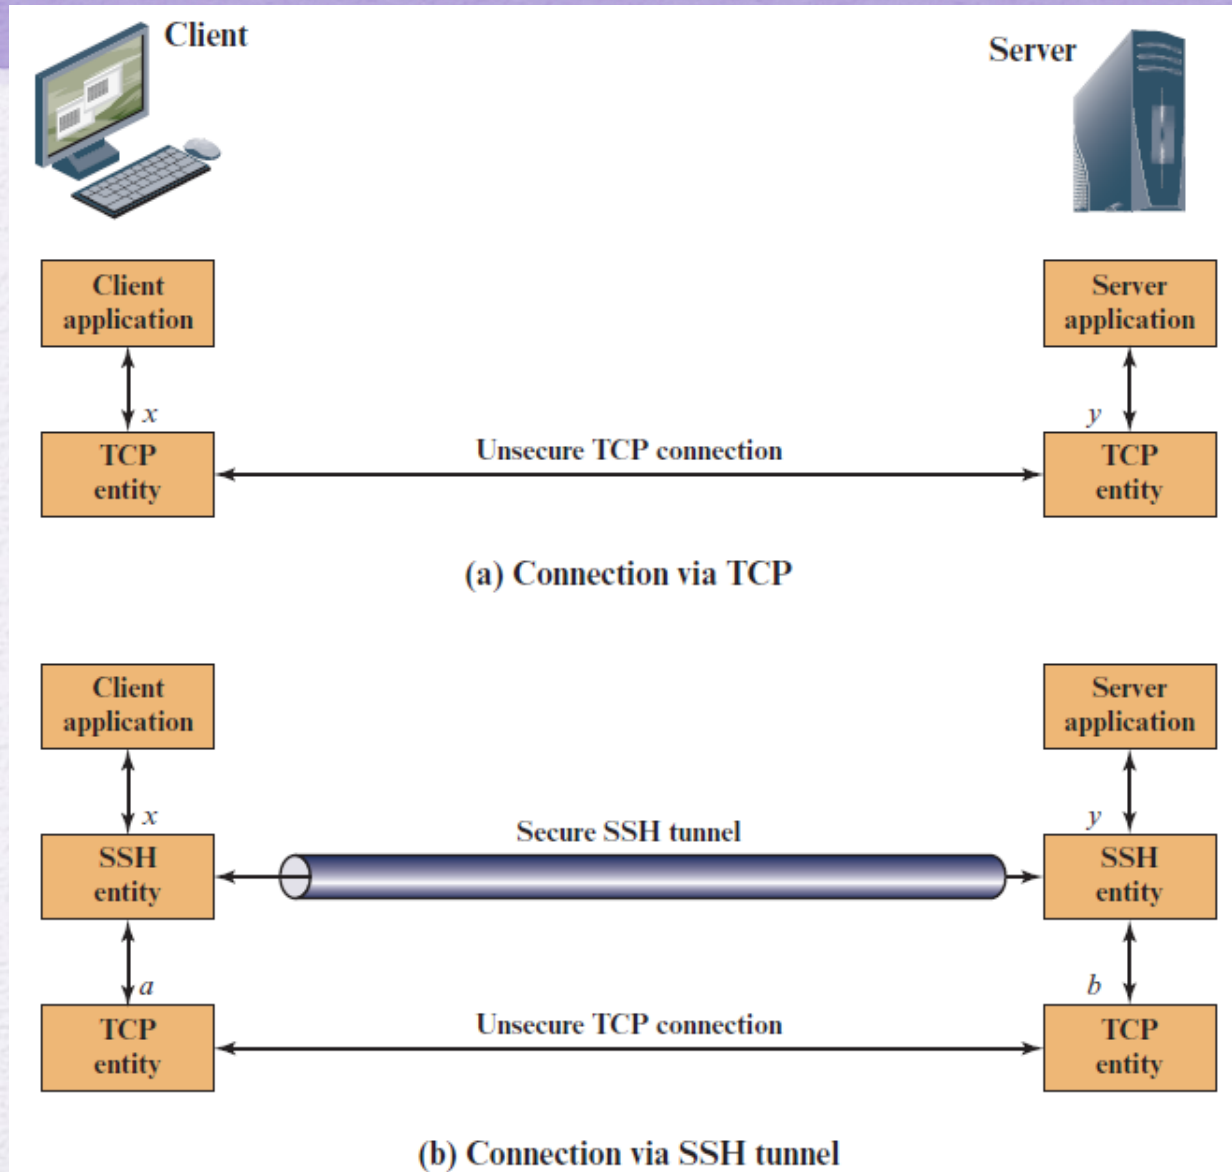 Client
Server
Client
application
Server
application
x
y
TCP
entity
Unsecure TCP connection
TCP
entity
(a) Connection via TCP
Client
application
Server
application
x
y
Secure SSH tunnel
SSH
entity
SSH
entity
a
b
TCP
entity
Unsecure TCP connection
TCP
entity
(b) Connection via SSH tunnel